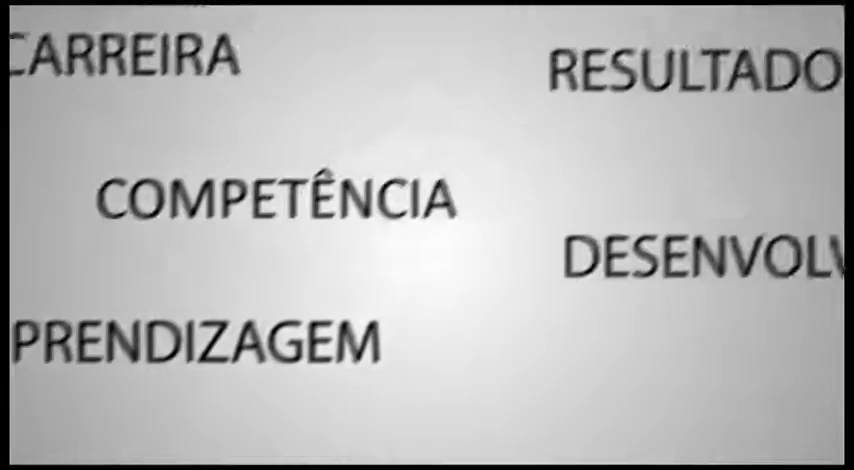 CARREIRA
RESULTADO
COMPETÊNCIA
DESENVOLV
PRENDIZAGEM